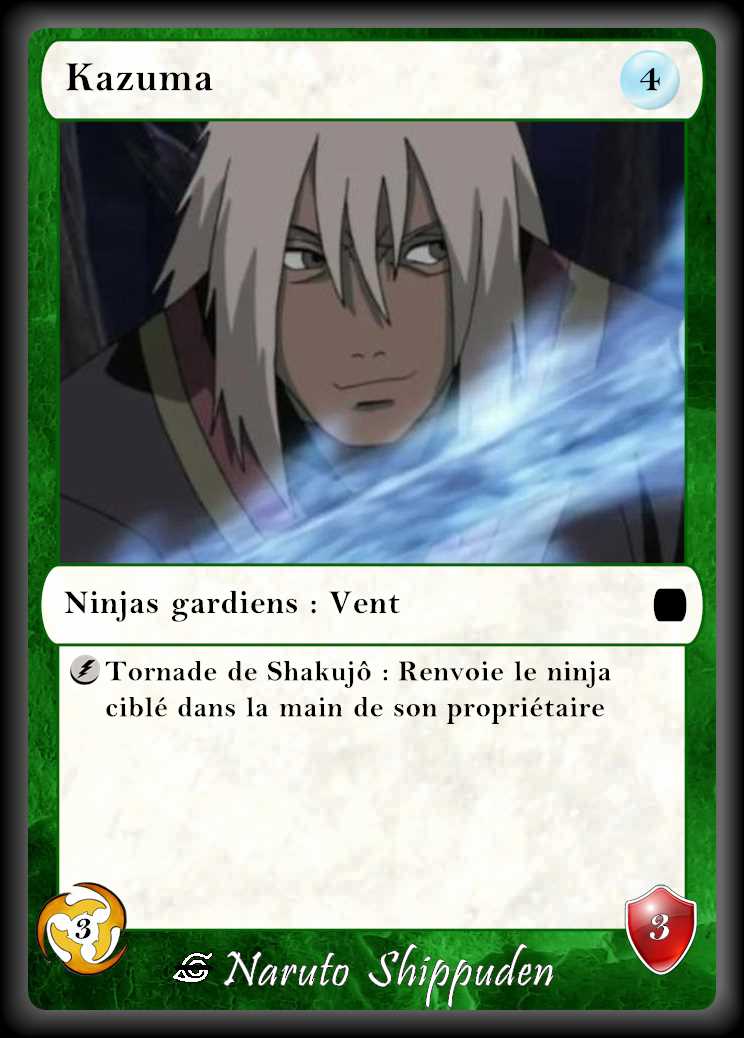 Kazuma
4
Ninjas gardiens : Vent
Tornade de Shakujô : Renvoie le ninja
ciblé dans la main de son propriétaire
3
3
Naruto Shippuden